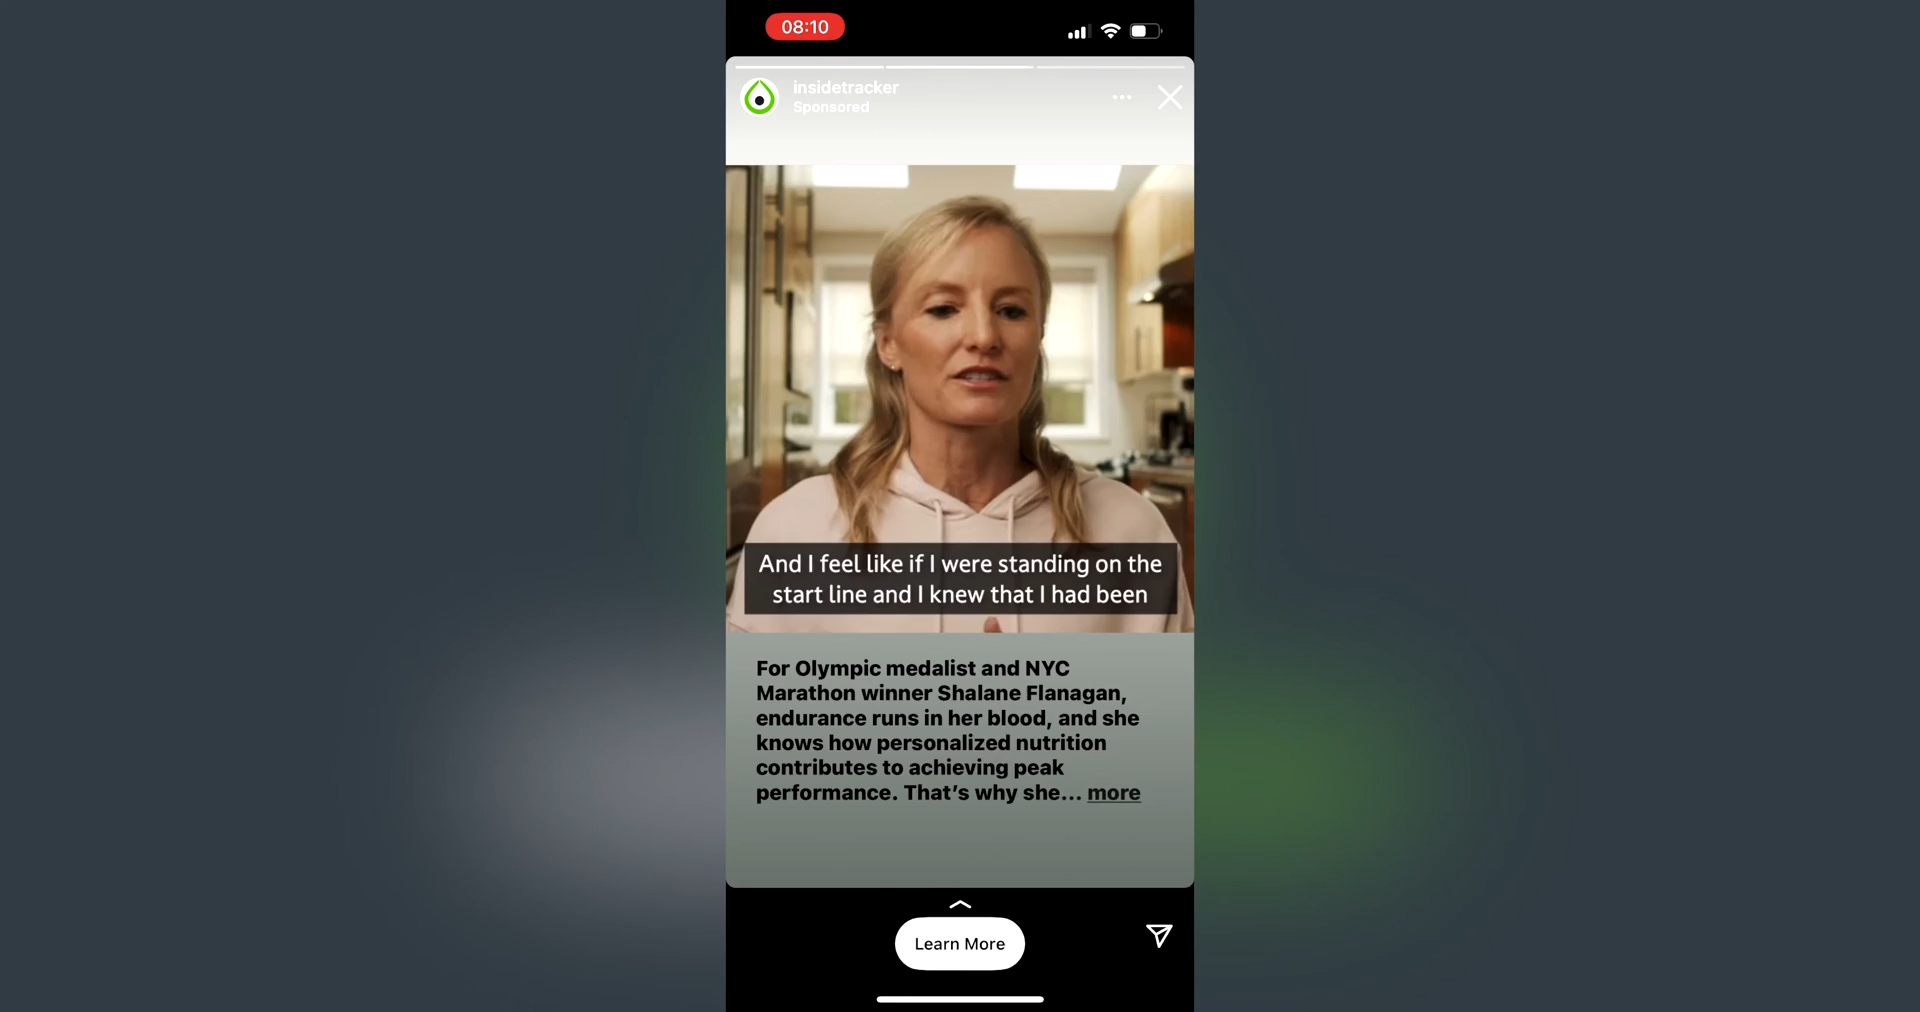 08:10
insidetracker
Sponsored
And I feel like if I were standing on the
start line and I knew that I had been
For Olympic medalist and NYC
Marathon winner Shalane Flanagan,
endurance runs in her blood, and she
knows how personalized nutrition
contributes to achieving peak
performance. That’s why she... more
Learn More